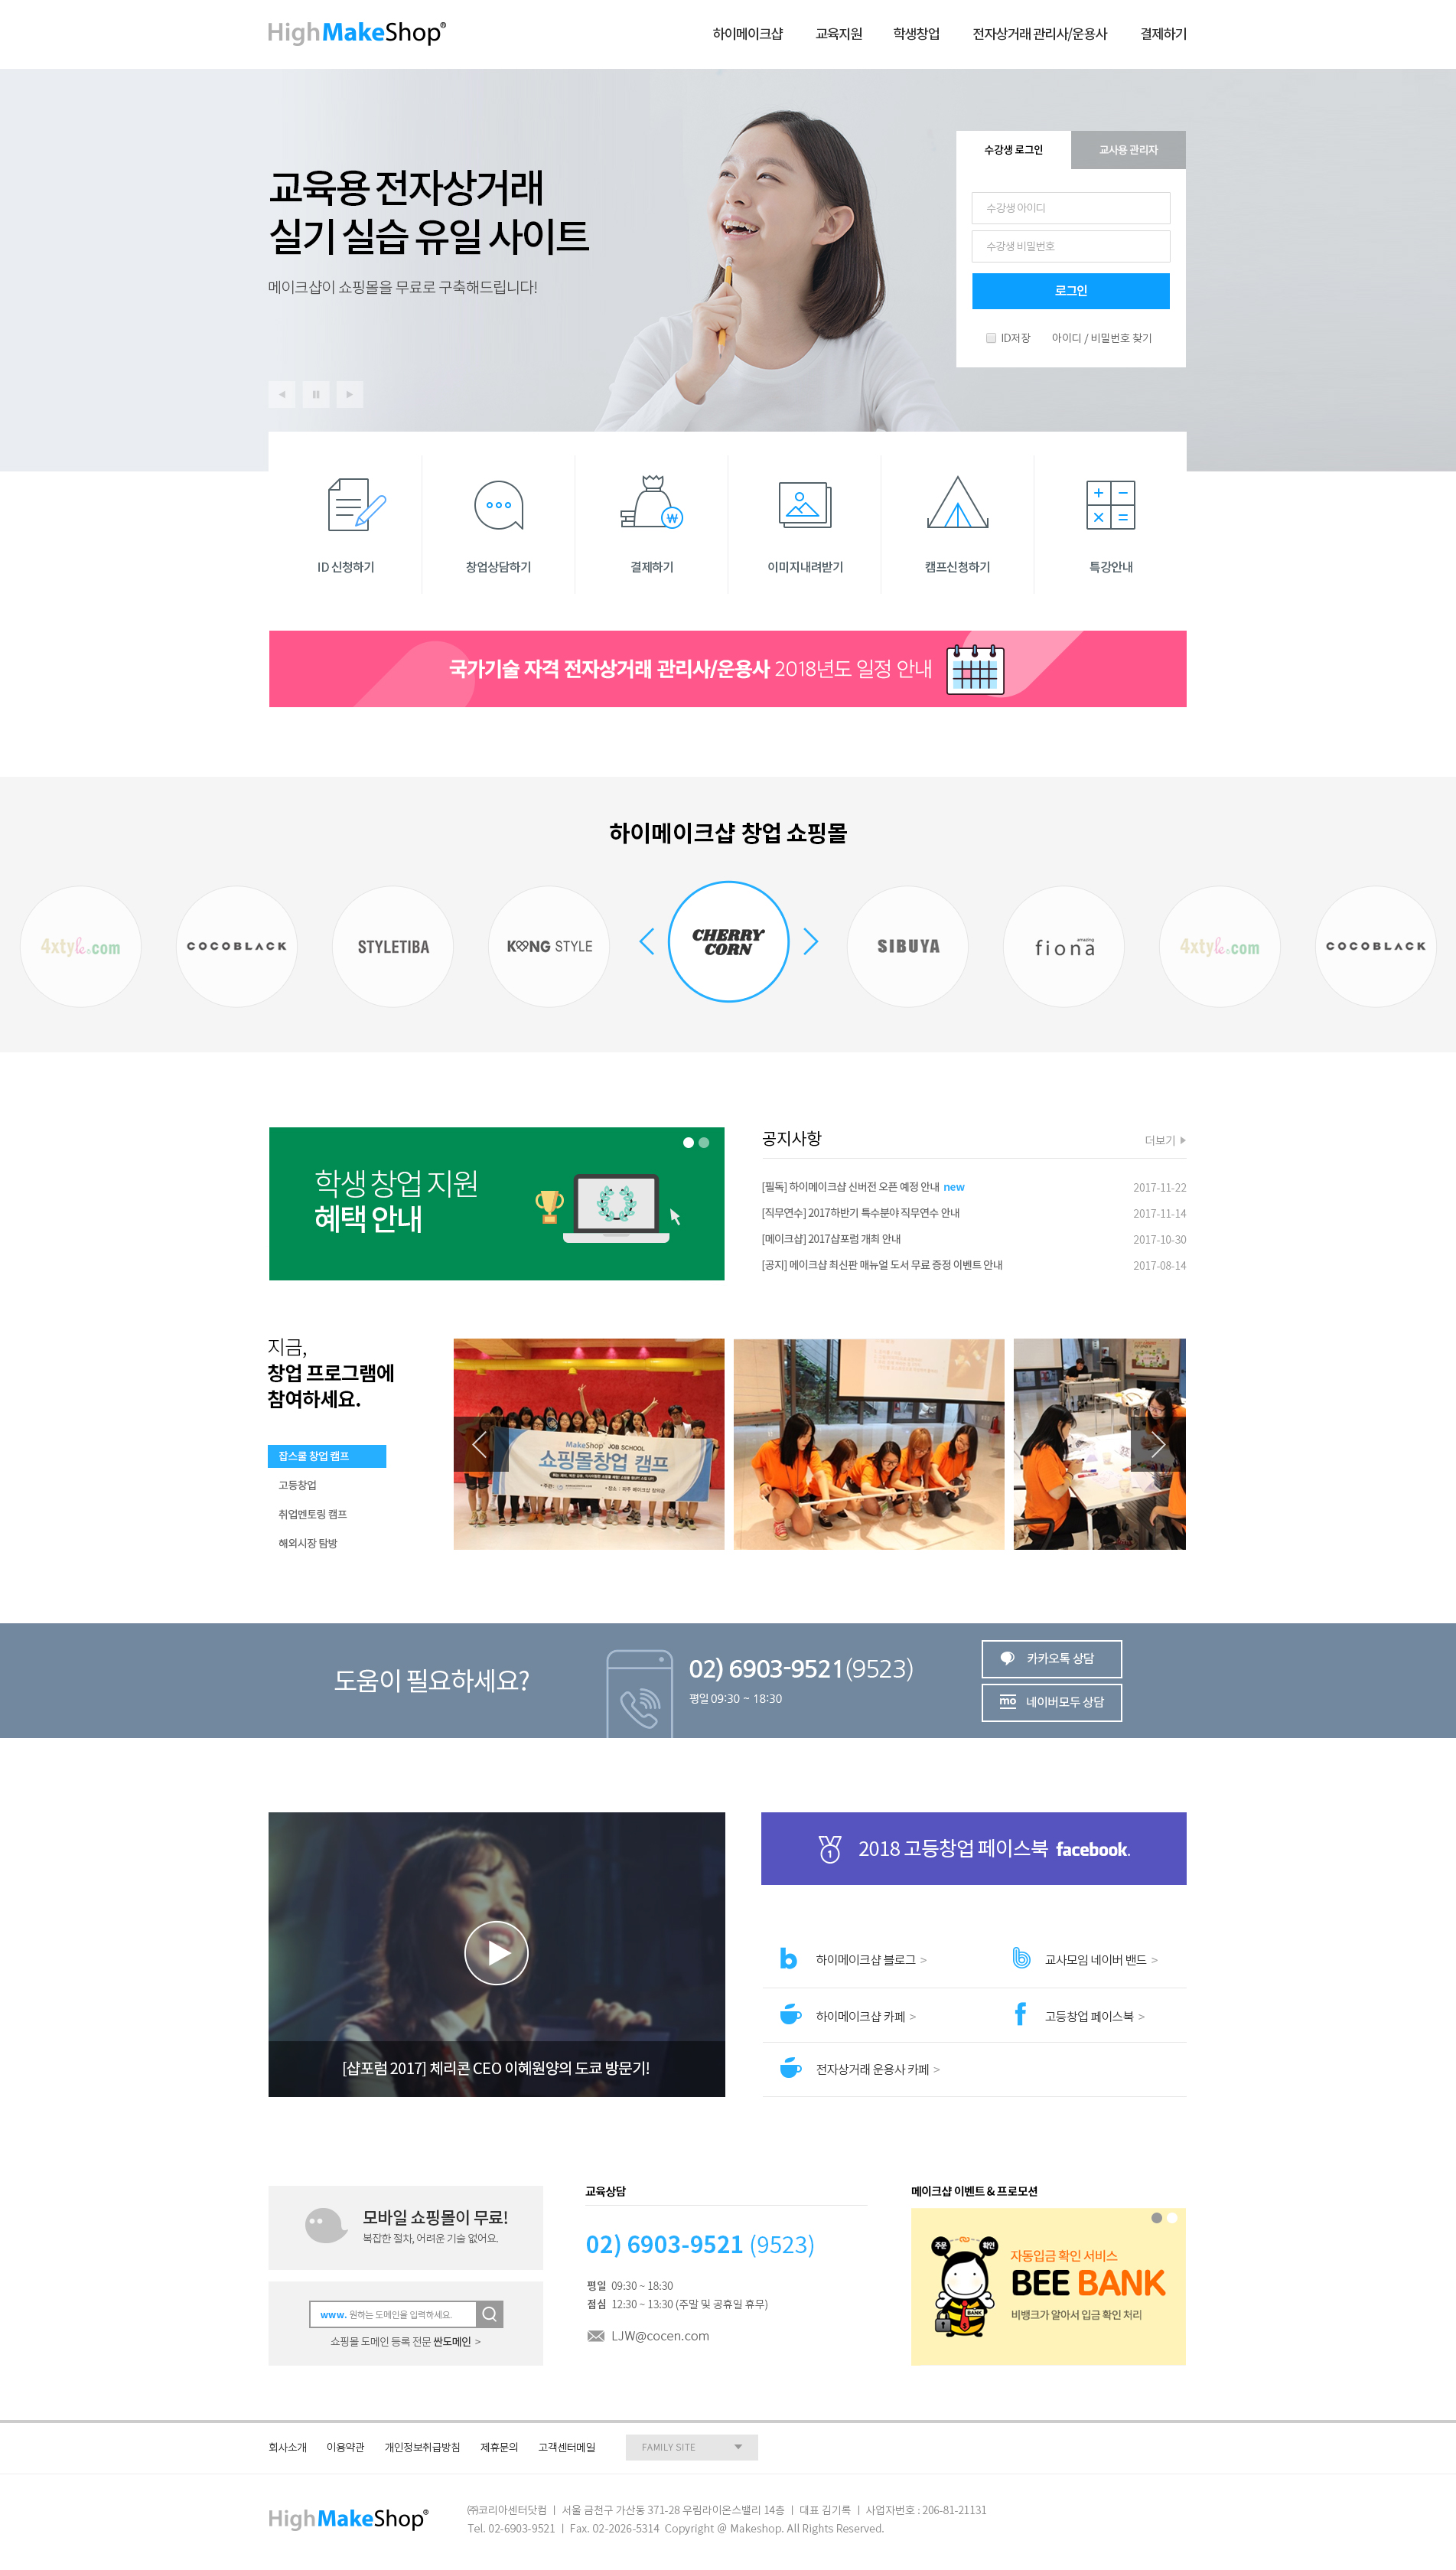 HighMakeShop®
하이메이크샵 교육지원 학생창업 전자상거래 관리사/운용사 결제하기
교육용 전자상거래
실기 실습 유일 사이트
메이크샵이 쇼핑몰을 무료로 구축해드립니다!
수강생 로그인 교사용 관리자
수강생 아이디
수강생 비밀번호
로그인
ID저장 아이디 / 비밀번호 찾기
ID 신청하기 창업상담하기 결제하기 이미지내려받기 캠프신청하기 특강안내
국가기술 자격 전자상거래 관리사/운용사 2018년도 일정 안내
하이메이크샵 창업 쇼핑몰
4xtyle.com COCOBLACK STYLETIBA KONG STYLE CHERRY CORN SIBUYA amazing fiona 4xtyle.com COCOBLACK
학생 창업 지원
혜택 안내
공지사항 더보기
[필독] 하이메이크샵 신버전 오픈 예정 안내 new 2017-11-22
[직무연수] 2017하반기 특수분야 직무연수 안내 2017-11-14
[메이크샵] 2017샵포럼 개최 안내 2017-10-30
[공지] 메이크샵 최신판 매뉴얼 도서 무료 증정 이벤트 안내 2017-08-14
지금,
창업 프로그램에
참여하세요.
잡스쿨 창업 캠프
고등창업
취업멘토링 캠프
해외시장 탐방
MakeShop JOB SCHOOL
쇼핑몰창업 캠프
도움이 필요하세요?
02) 6903-9521(9523)
평일 09:30 ~ 18:30
카카오톡 상담
mo 네이버모두 상담
[샵포럼 2017] 체리콘 CEO 이혜원양의 도쿄 방문기!
1 2018 고등창업 페이스북 facebook.
하이메이크샵 블로그 > 교사모임 네이버 밴드 >
하이메이크샵 카페 > 고등창업 페이스북 >
전자상거래 운용사 카페 >
모바일 쇼핑몰이 무료!
복잡한 절차, 어려운 기술 없어요.
www. 원하는 도메인을 입력하세요.
쇼핑몰 도메인 등록 전문 싼도메인 >
교육상담
02) 6903-9521 (9523)
평일 09:30 ~ 18:30
점심 12:30 ~ 13:30 (주말 및 공휴일 휴무)
LJW@cocen.com
메이크샵 이벤트 & 프로모션
주문 확인
자동입금 확인 서비스
BEE BANK
비뱅크가 알아서 입금 확인 처리
BANK
회사소개 이용약관 개인정보취급방침 제휴문의 고객센터메일 FAMILY SITE
HighMakeShop®
㈜코리아센터닷컴 ㅣ 서울 금천구 가산동 371-28 우림라이온스밸리 14층 ㅣ 대표 김기록 ㅣ 사업자번호 : 206-81-21131
Tel. 02-6903-9521 ㅣ Fax. 02-2026-5314 Copyright @ Makeshop. All Rights Reserved.